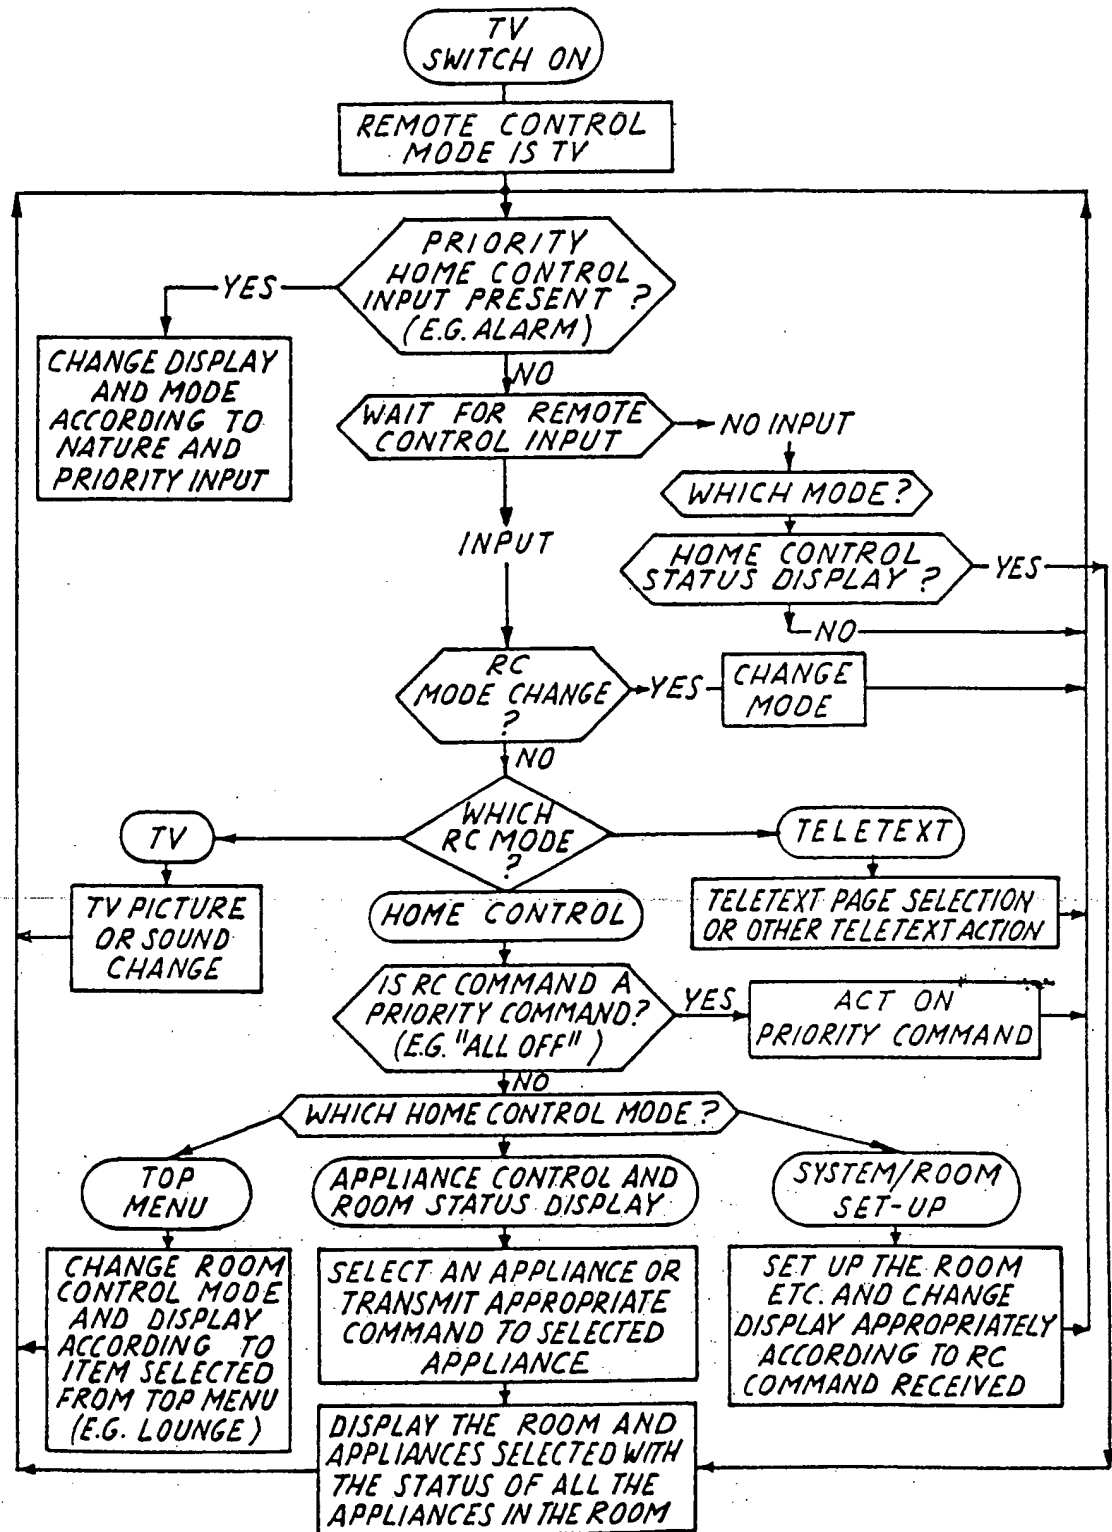 TV
SWITCH ON
REMOTE CONTROL
MODE IS TV
PRIORITY
HOME CONTROL
INPUT PRESENT ?
(E.G. ALARM)
YES
CHANGE DISPLAY
AND MODE
ACCORDING TO
NATURE AND
PRIORITY INPUT
NO
WAIT FOR REMOTE
CONTROL INPUT
NO INPUT
WHICH MODE?
HOME CONTROL
STATUS DISPLAY ?
YES
NO
INPUT
RC
MODE CHANGE
?
YES
CHANGE
MODE
NO
WHICH
RC MODE
?
TV
TV PICTURE
OR SOUND
CHANGE
TELETEXT
TELETEXT PAGE SELECTION
OR OTHER TELETEXT ACTION
HOME CONTROL
IS RC COMMAND A
PRIORITY COMMAND?
(E.G. "ALL OFF")
YES
ACT ON
PRIORITY COMMAND
NO
WHICH HOME CONTROL MODE ?
TOP
MENU
CHANGE ROOM
CONTROL MODE
AND DISPLAY
ACCORDING TO
ITEM SELECTED
FROM TOP MENU
(E.G. LOUNGE)
APPLIANCE CONTROL AND
ROOM STATUS DISPLAY
SELECT AN APPLIANCE OR
TRANSMIT APPROPRIATE
COMMAND TO SELECTED
APPLIANCE
DISPLAY THE ROOM AND
APPLIANCES SELECTED WITH
THE STATUS OF ALL THE
APPLIANCES IN THE ROOM
SYSTEM/ROOM
SET-UP
SET UP THE ROOM
ETC. AND CHANGE
DISPLAY APPROPRIATELY
ACCORDING TO RC
COMMAND RECEIVED